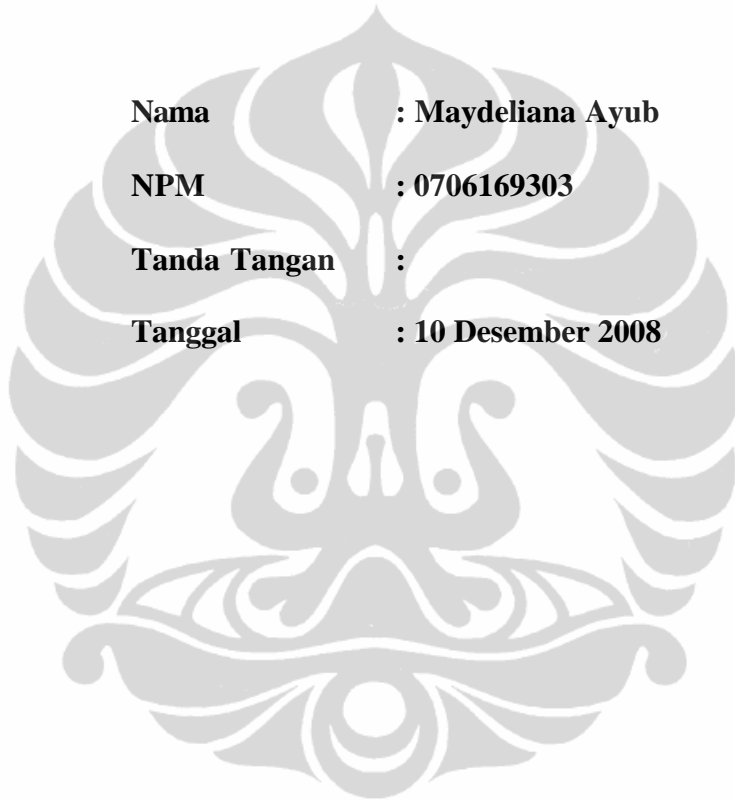 Nama : Maydeliana Ayub
NPM : 0706169303
Tanda Tangan :
Tanggal : 10 Desember 2008